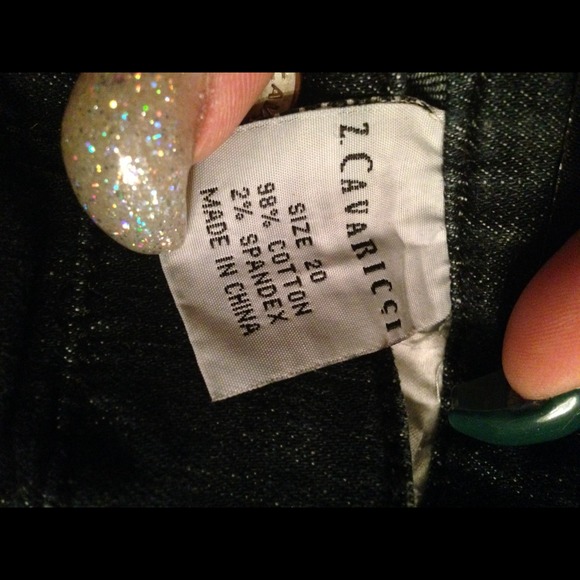 Z. CAVARICCI
SIZE 20
98% COTTON
2% SPANDEX
MADE IN CHINA